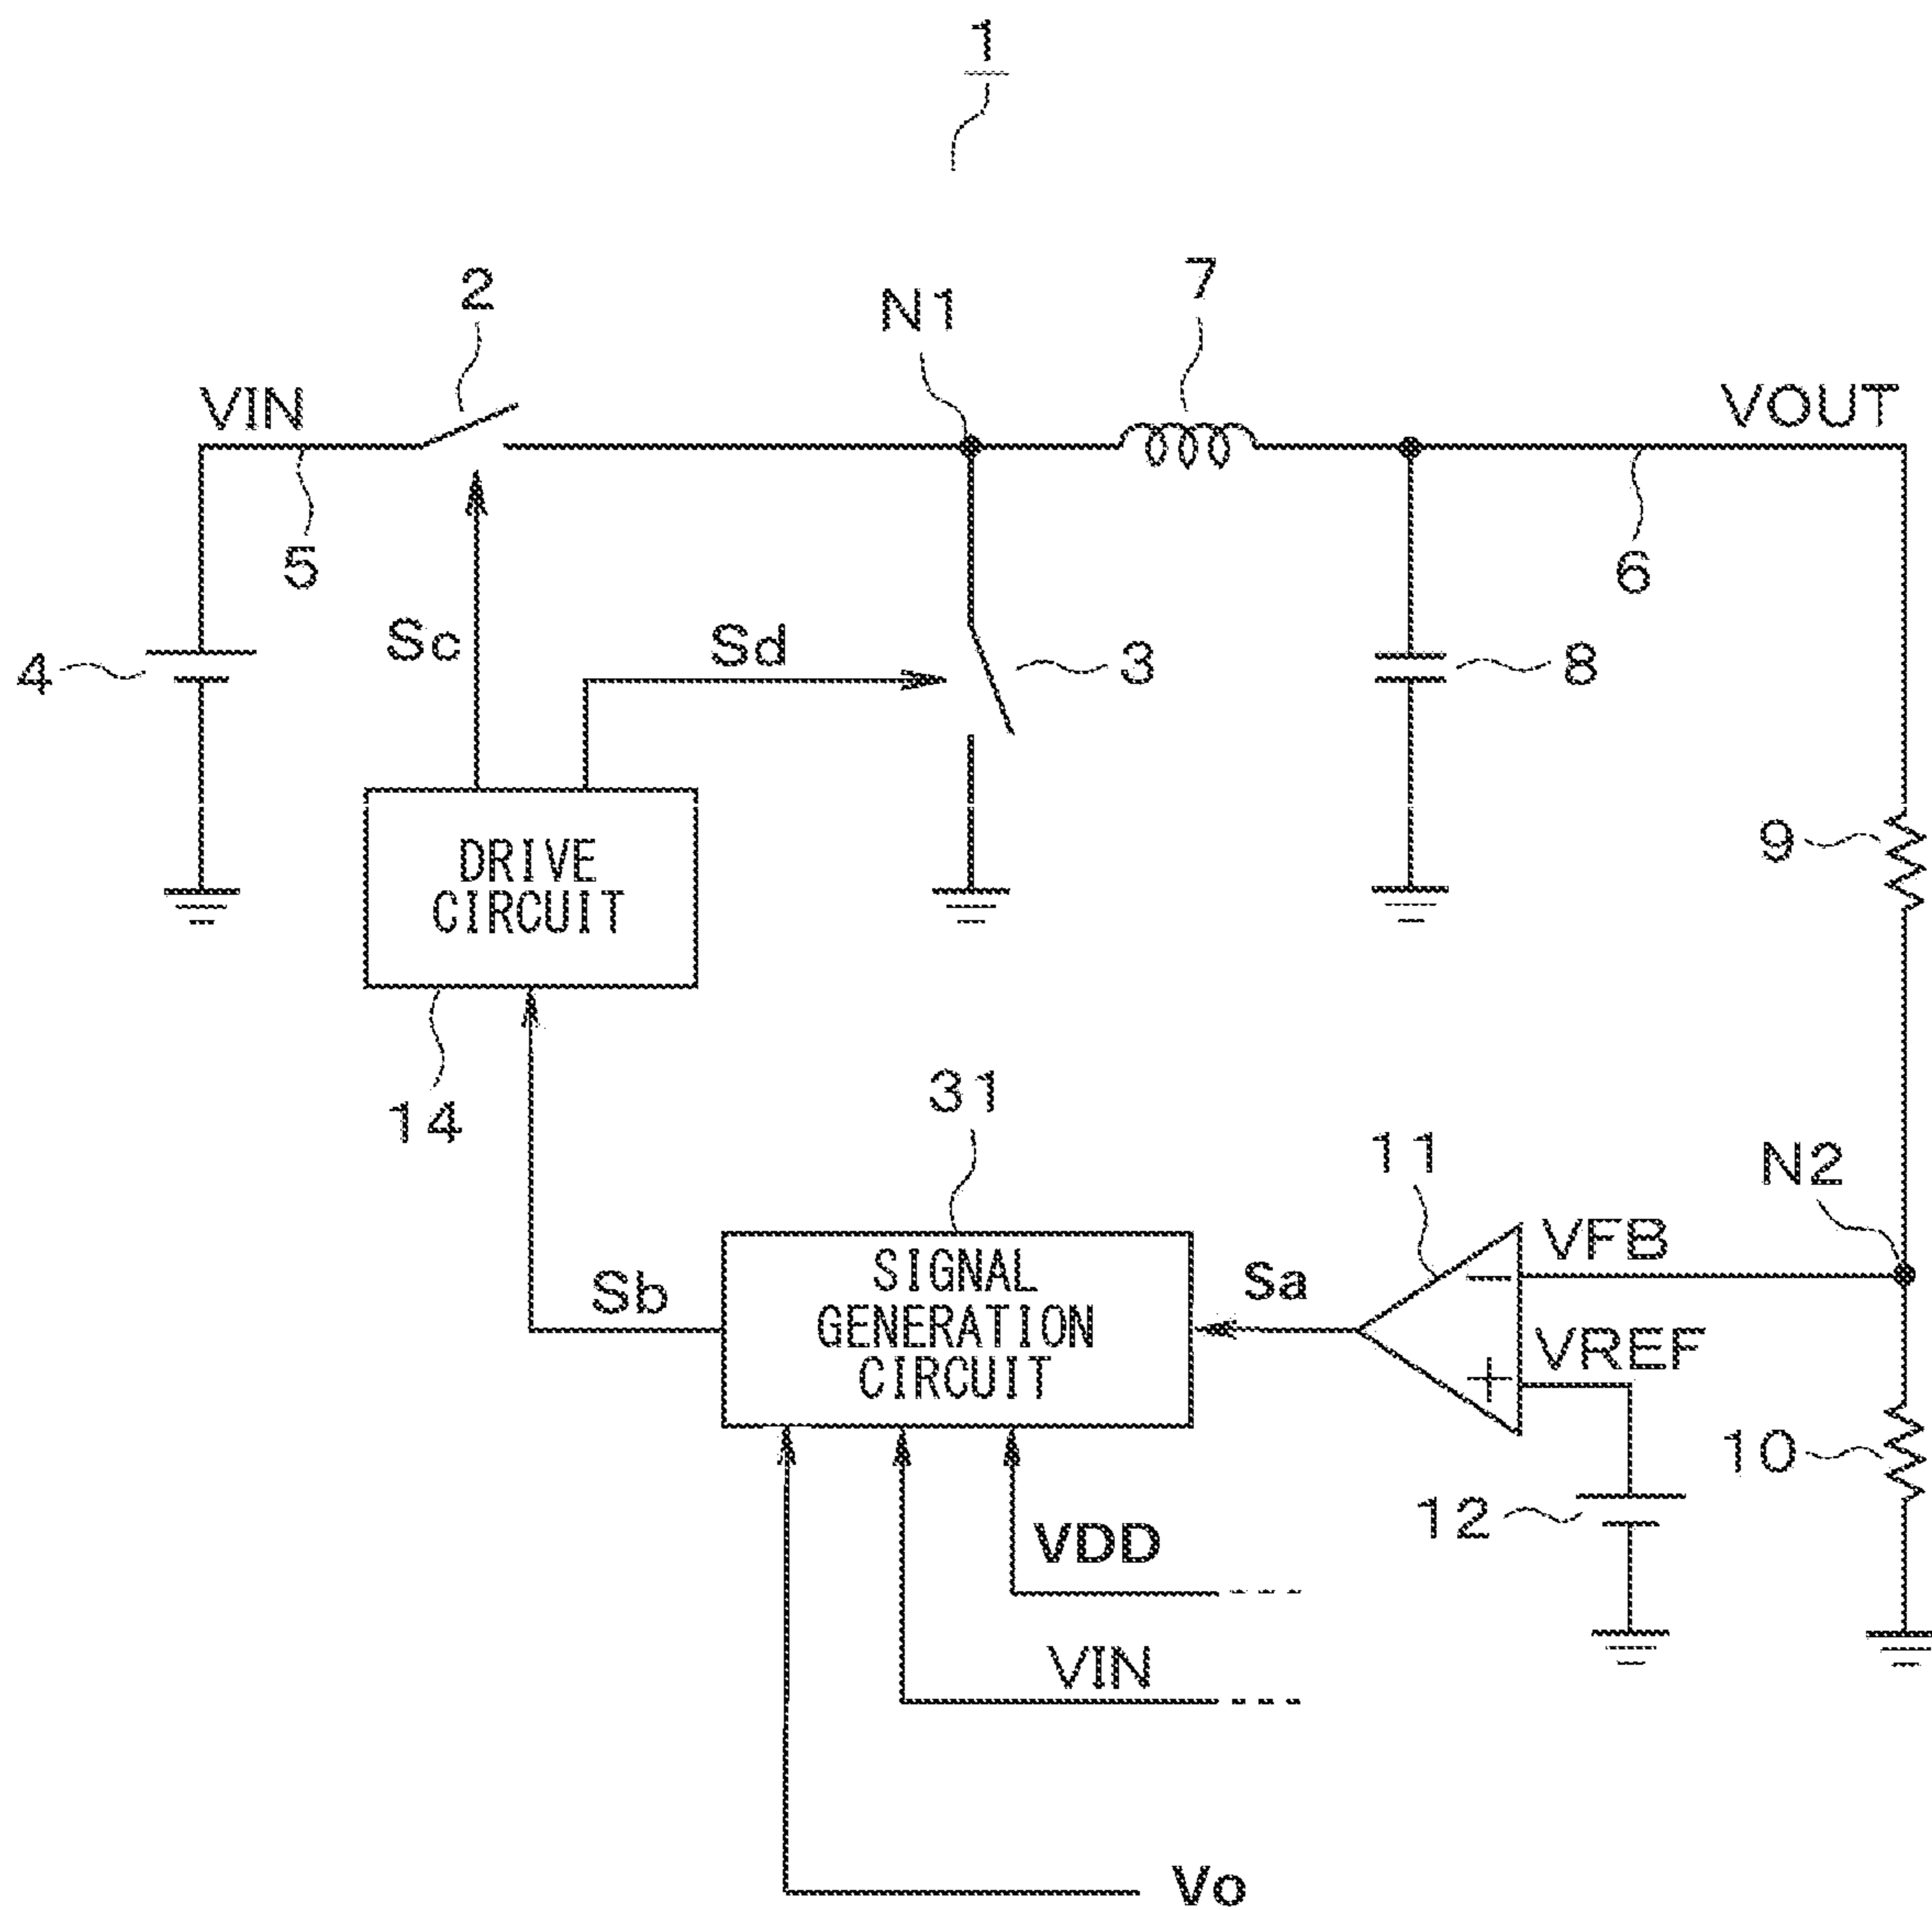 1
2
N1
7
VIN
VOUT
5
6
Sc
Sd
4
3
8
DRIVE
CIRCUIT
9
14
31
11
N2
VFB
SIGNAL
GENERATION
CIRCUIT
Sb
Sa
−
VREF
+
10
12
VDD
VIN
Vo